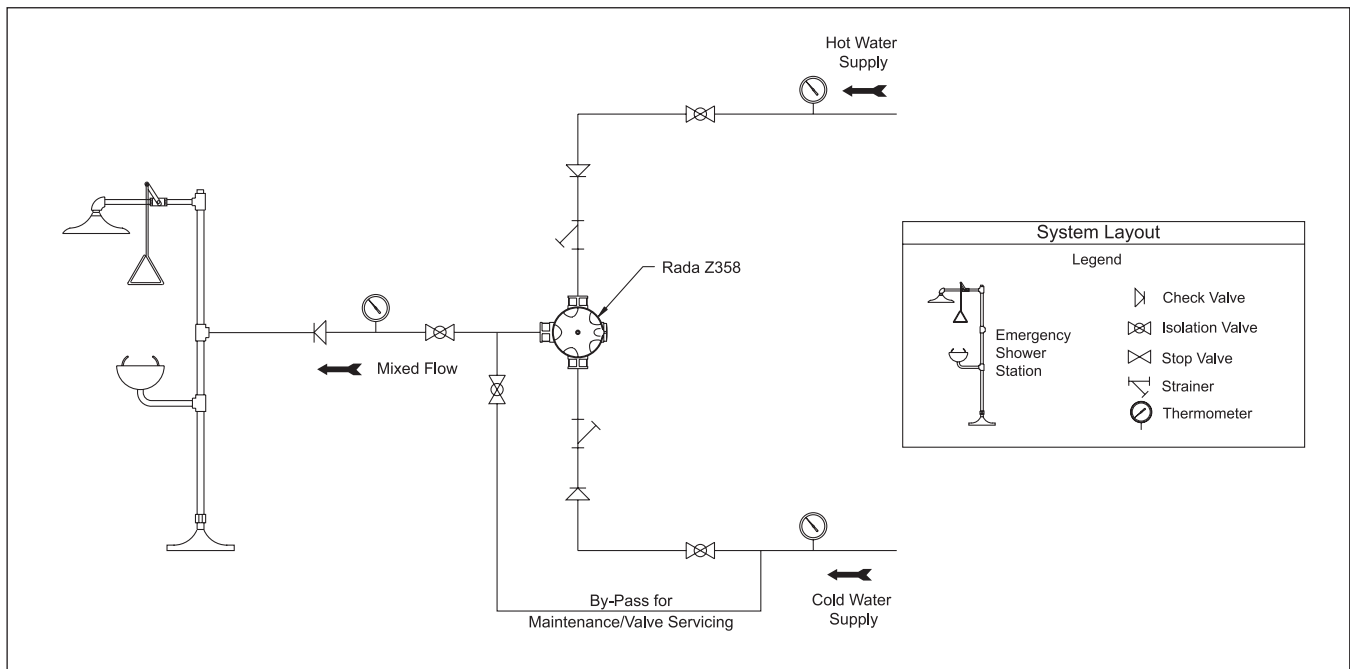 Hot Water
Supply
Rada Z358
Mixed Flow
By-Pass for
Maintenance/Valve Servicing
Cold Water
Supply
System Layout
Legend
Emergency
Shower
Station
Check Valve
Isolation Valve
Stop Valve
Strainer
Thermometer